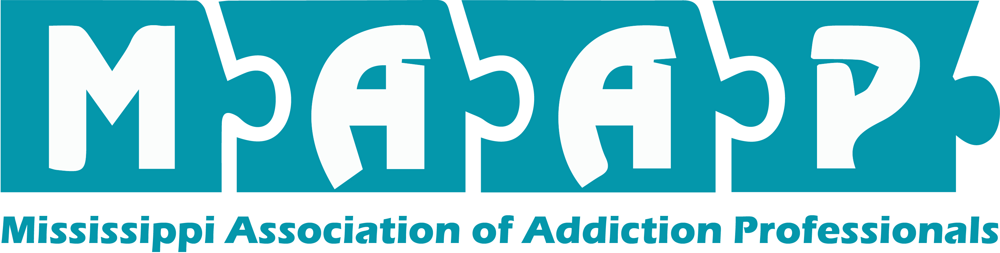 MAAP
Mississippi Association of Addiction Professionals